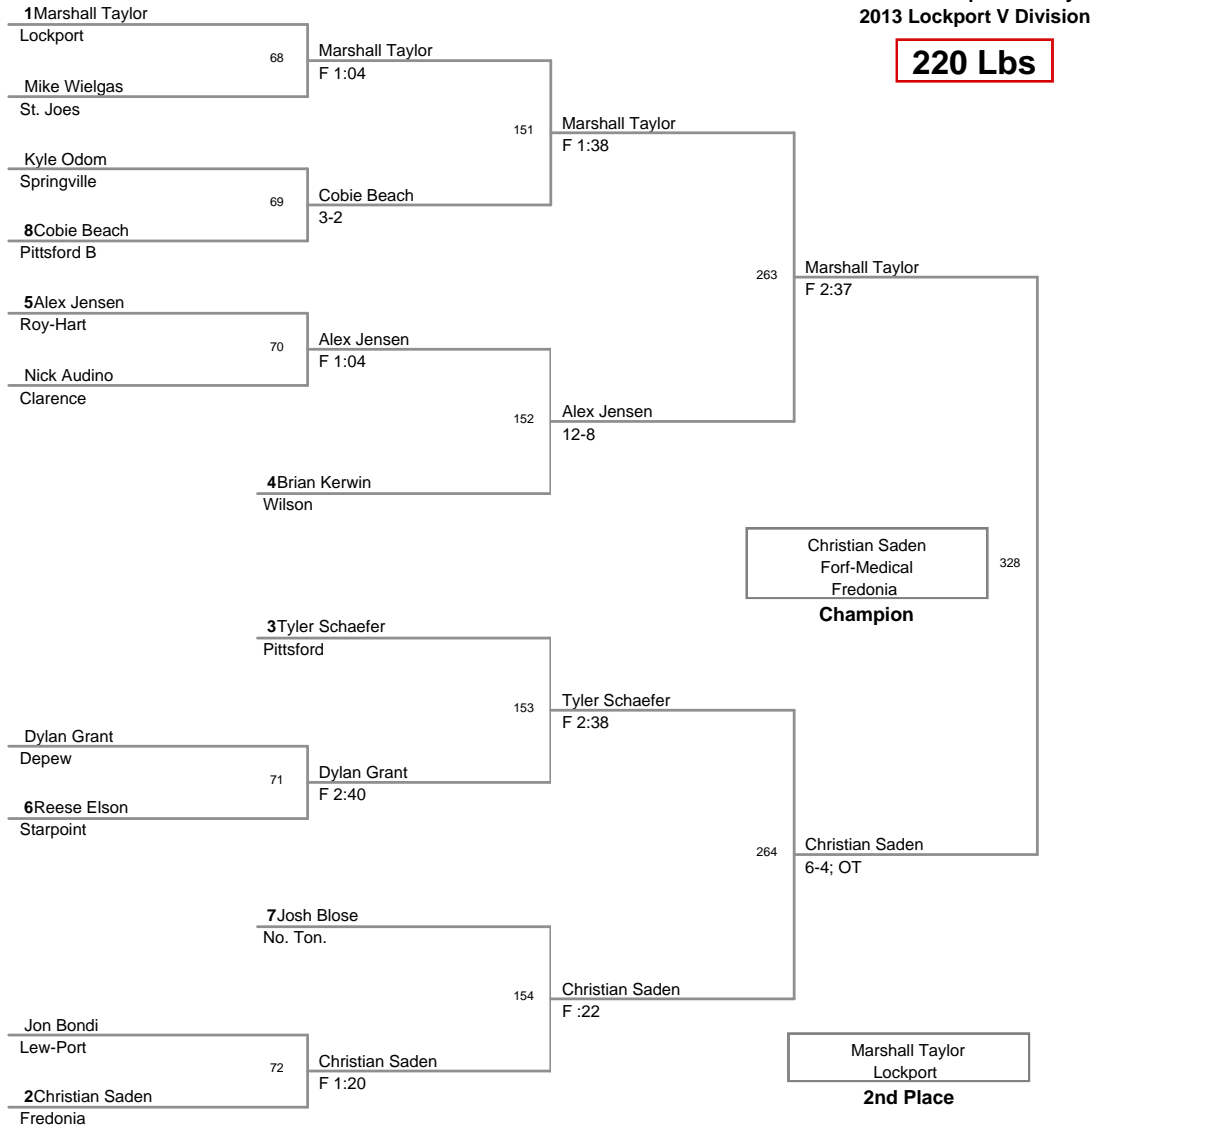 2013 Lockport V Division
220 Lbs
1Marshall Taylor
Lockport
68
Marshall Taylor
F 1:04
Mike Wielgas
St. Joes
151
Marshall Taylor
F 1:38
Kyle Odom
Springville
69
Cobie Beach
3-2
8Cobie Beach
Pittsford B
263
Marshall Taylor
F 2:37
5Alex Jensen
Roy-Hart
70
Alex Jensen
F 1:04
Nick Audino
Clarence
152
Alex Jensen
12-8
4Brian Kerwin
Wilson
Christian Saden
Forf-Medical
Fredonia
328
Champion
3Tyler Schaefer
Pittsford
153
Tyler Schaefer
F 2:38
Dylan Grant
Depew
71
Dylan Grant
F 2:40
6Reese Elson
Starpoint
264
Christian Saden
6-4; OT
7Josh Blose
No. Ton.
154
Christian Saden
F :22
Jon Bondi
Lew-Port
72
Christian Saden
F 1:20
2Christian Saden
Fredonia
Marshall Taylor
Lockport
2nd Place